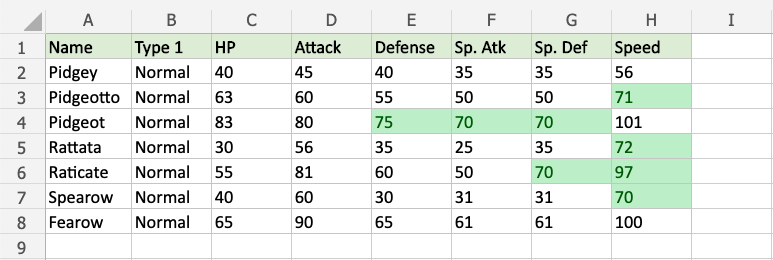 A B C D E F G H I
1 Name Type 1 HP Attack Defense Sp. Atk Sp. Def Speed
2 Pidgey Normal 40 45 40 35 35 56
3 Pidgeotto Normal 63 60 55 50 50 71
4 Pidgeot Normal 83 80 75 70 70 101
5 Rattata Normal 30 56 35 25 35 72
6 Raticate Normal 55 81 60 50 70 97
7 Spearow Normal 40 60 30 31 31 70
8 Fearow Normal 65 90 65 61 61 100
9